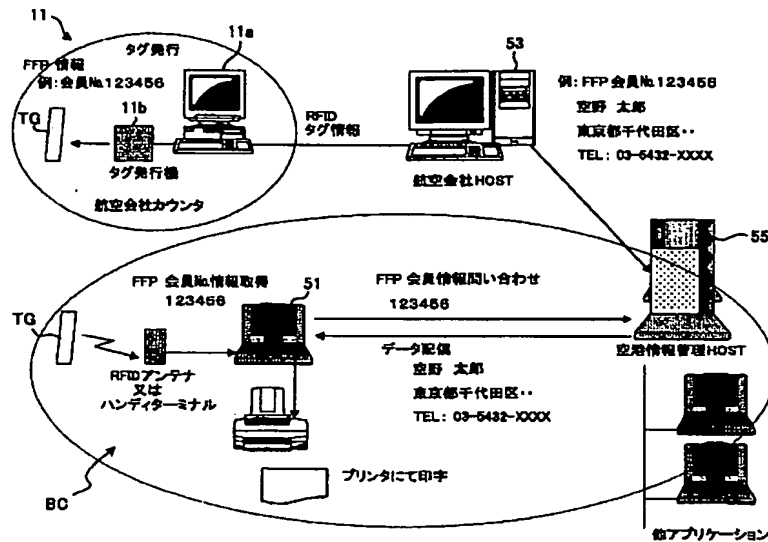 11
タグ発行
FFP 情報
例：会員No.123456
11a
11b
TG
タグ発行機
航空会社カウンタ
RFID
タグ情報
53
航空会社HOST
例：FFP 会員No.123456
空野 太郎
東京都千代田区‥
TEL：03-5432-XXXX
55
空港情報管理HOST
FFP 会員No.情報取得
123456
51
FFP 会員情報問い合わせ
123456
TG
RFIDアンテナ
又は
ハンディターミナル
データ配信
空野 太郎
東京都千代田区‥
TEL：03-5432-XXXX
プリンタにて印字
BC
他アプリケーション